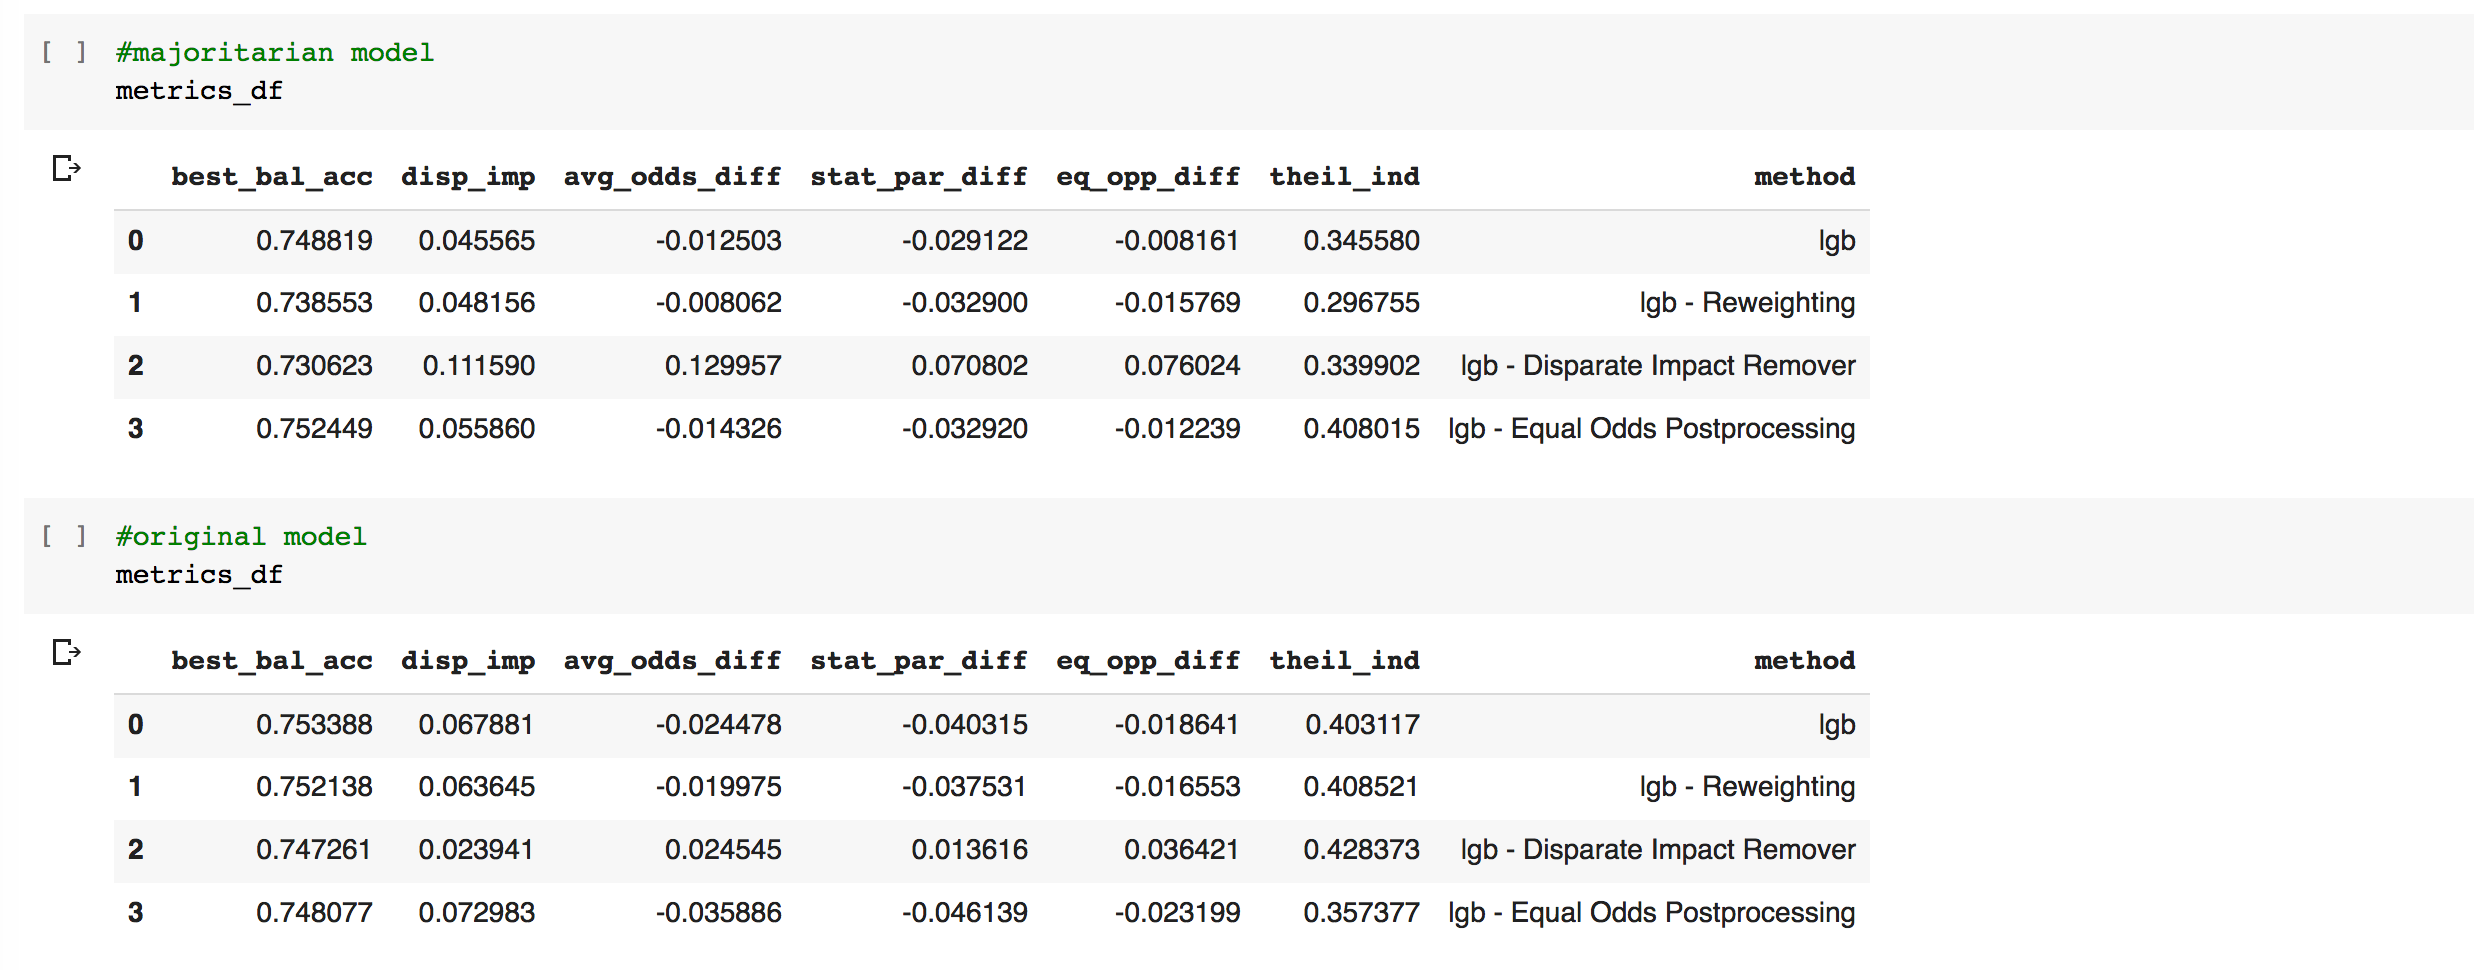 [ ] #majoritarian model
metrics_df
best_bal_acc disp_imp avg_odds_diff stat_par_diff eq_opp_diff theil_ind method
0 0.748819 0.045565 -0.012503 -0.029122 -0.008161 0.345580 lgb
1 0.738553 0.048156 -0.008062 -0.032900 -0.015769 0.296755 lgb - Reweighting
2 0.730623 0.111590 0.129957 0.070802 0.076024 0.339902 lgb - Disparate Impact Remover
3 0.752449 0.055860 -0.014326 -0.032920 -0.012239 0.408015 lgb - Equal Odds Postprocessing
[ ] #original model
metrics_df
best_bal_acc disp_imp avg_odds_diff stat_par_diff eq_opp_diff theil_ind method
0 0.753388 0.067881 -0.024478 -0.040315 -0.018641 0.403117 lgb
1 0.752138 0.063645 -0.019975 -0.037531 -0.016553 0.408521 lgb - Reweighting
2 0.747261 0.023941 0.024545 0.013616 0.036421 0.428373 lgb - Disparate Impact Remover
3 0.748077 0.072983 -0.035886 -0.046139 -0.023199 0.357377 lgb - Equal Odds Postprocessing